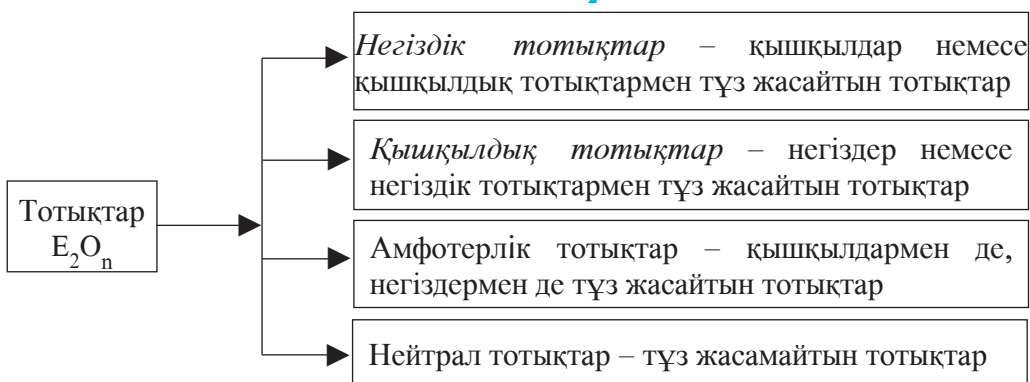 Негіздік тотықтар – қышқылдар немесе
қышқылдық тотықтармен тұз жасайтын тотықтар
Қышқылдық тотықтар – негіздер немесе
негіздік тотықтармен тұз жасайтын тотықтар
Тотықтар
E₂Oₙ
Амфотерлік тотықтар – қышқылдармен де,
негіздермен де тұз жасайтын тотықтар
Нейтрал тотықтар – тұз жасамайтын тотықтар